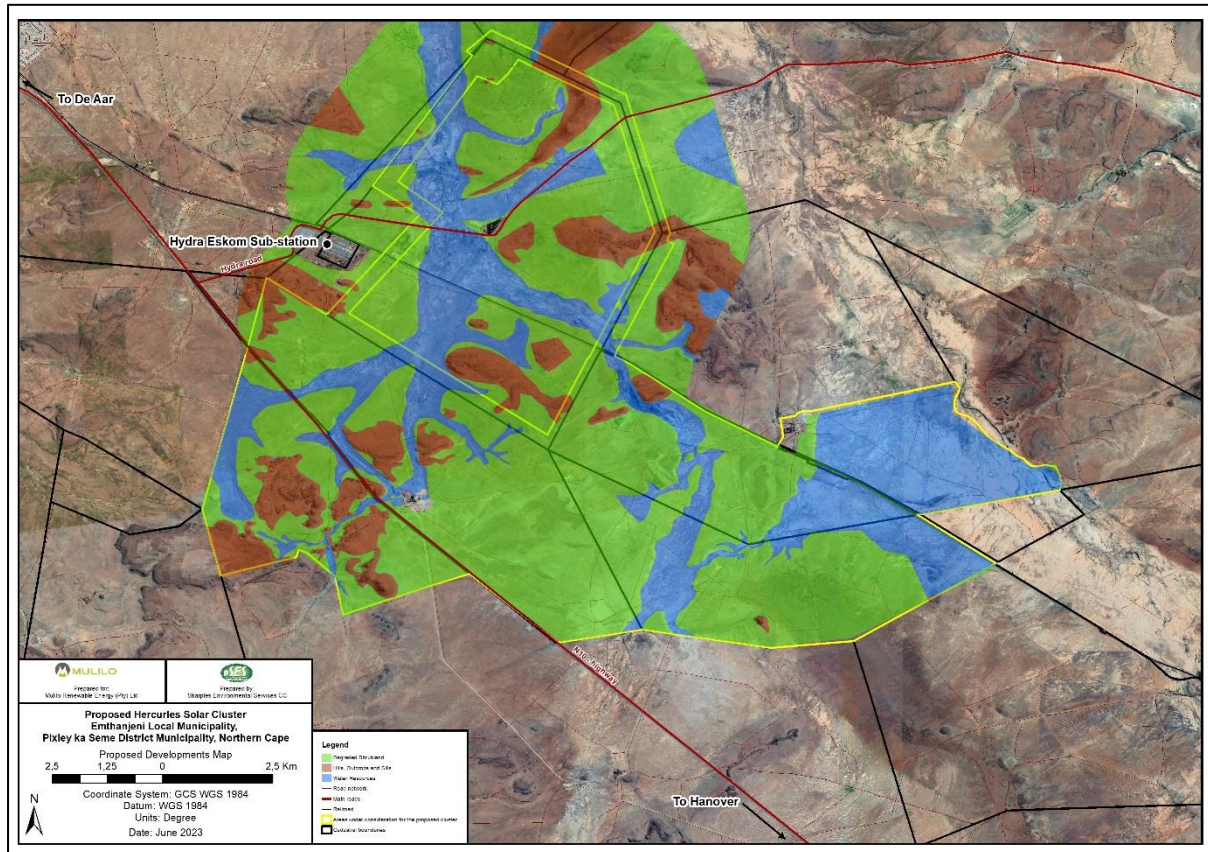 To De Aar
Hydra Eskom Sub-station
Hydra road
N10 - highway
To Hanover
MULILO
Prepared for:
Mulilo Renewable Energy (Pty) Ltd
SES
Prepared by
Sharples Environmental Services CC
Proposed Hercurles Solar Cluster
Emthanjeni Local Municipality,
Pixley ka Seme District Municipality, Northern Cape
Proposed Developments Map
2,5 1,25 0 2,5 Km
Coordinate System: GCS WGS 1984
Datum: WGS 1984
Units: Degree
Date: June 2023
N
Legend
Degraded Shrubland
Hills, Outcrops and Sills
Water Resources
Road network
Main roads
Railroad
Areas under consideration for the proposed cluster
Cadastral boundaries